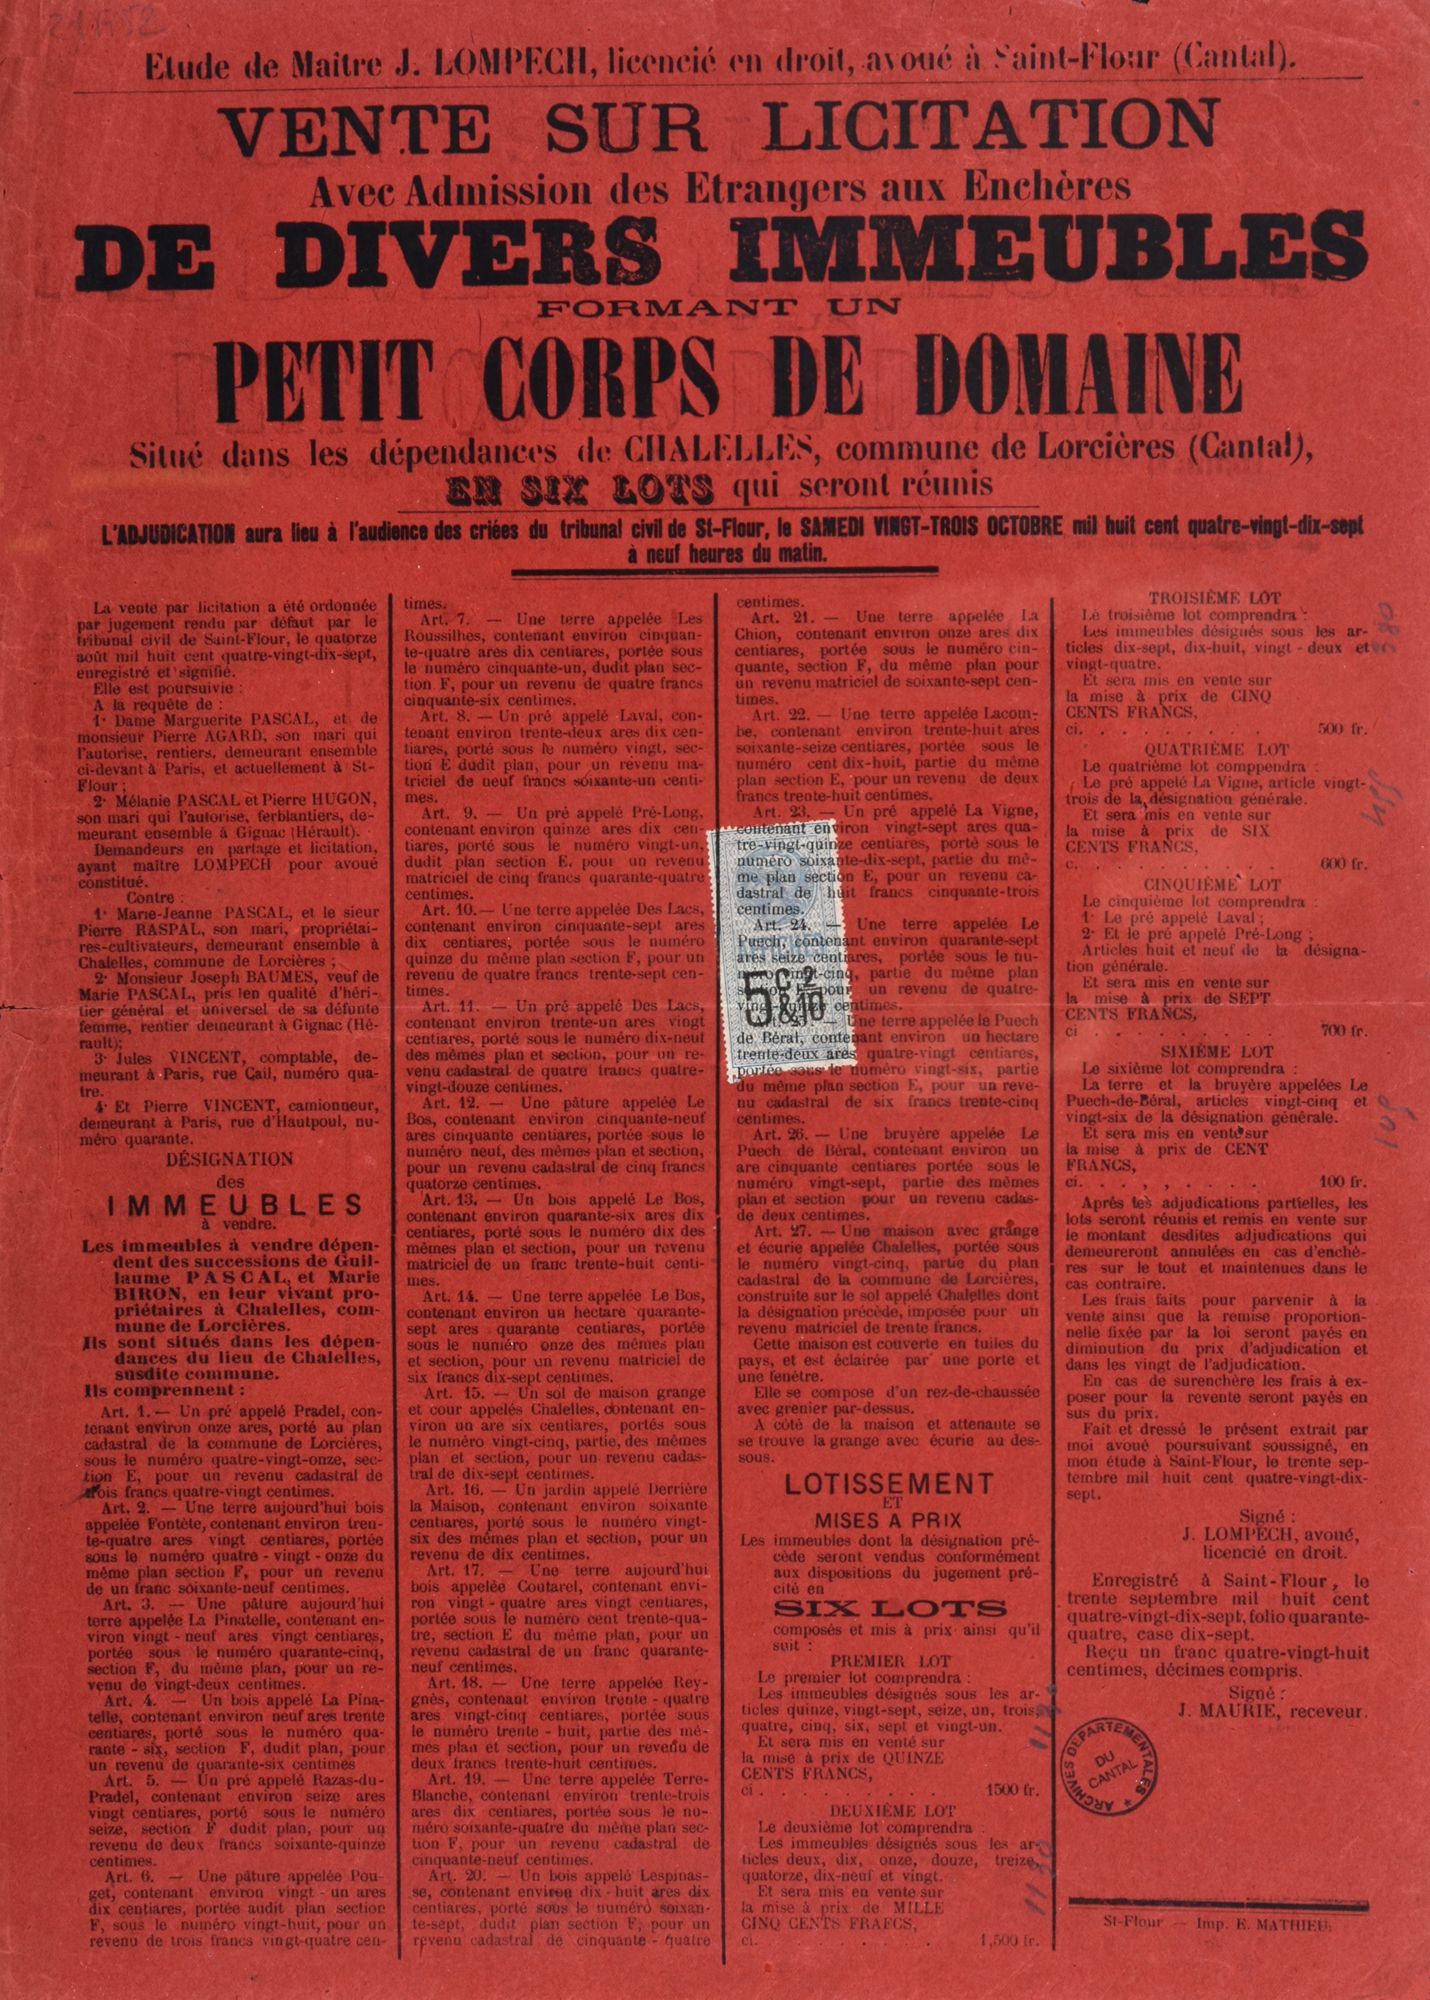 Etude de Maître J. LOMPECH, licencié en droit, avoué à Saint-Flour (Cantal).
VENTE SUR LICITATION
Avec Admission des Etrangers aux Enchères
DE DIVERS IMMEUBLES
FORMANT UN
PETIT CORPS DE DOMAINE
Situé dans les dépendances de CHALELLES, commune de Lorcières (Cantal),
EN SIX LOTS qui seront réunis
L'ADJUDICATION aura lieu à l'audience des criées du tribunal civil de St-Flour, le SAMEDI VINGT-TROIS OCTOBRE mil huit cent quatre-vingt-dix-sept
à neuf heures du matin.
La vente par licitation a été ordonnée
par jugement rendu par défaut par le
tribunal civil de Saint-Flour, le quatorze
août mil huit cent quatre-vingt-dix-sept,
enregistré et signifié.
Elle est poursuivie :
A la requête de :
1° Dame Marguerite PASCAL, et de
monsieur Pierre AGARD, son mari qui
l'autorise, rentiers, demeurant ensemble
ci-devant à Paris, et actuellement à St-
Flour ;
2° Mélanie PASCAL et Pierre HUGON,
son mari qui l'autorise, ferblantiers, de-
meurant ensemble à Gignac (Hérault).
Demandeurs en partage et licitation,
ayant maître LOMPECH pour avoué
constitué.
Contre :
1° Marie-Jeanne PASCAL, et le sieur
Pierre RASPAL, son mari, propriétai-
res-cultivateurs, demeurant ensemble à
Chalelles, commune de Lorcières ;
2° Monsieur Joseph BAUMES, veuf de
Marie PASCAL, pris en qualité d'héri-
tier général et universel de sa défunte
femme, rentier demeurant à Gignac (Hé-
rault);
3° Jules VINCENT, comptable, de-
meurant à Paris, rue Cail, numéro qua-
tre.
4° Et Pierre VINCENT, camionneur,
demeurant à Paris, rue d'Hautpoul, nu-
méro quarante.
DÉSIGNATION
des
IMMEUBLES
à vendre.
Les immeubles à vendre dépen-
dent des successions de Guil-
laume PASCAL, et Marie
BIRON, en leur vivant pro-
priétaires à Chalelles, com-
mune de Lorcières.
Ils sont situés dans les dépen-
dances du lieu de Chalelles,
susdite commune.
Ils comprennent :
Art. 1. — Un pré appelé Pradel, con-
tenant environ onze ares, porté au plan
cadastral de la commune de Lorcières,
sous le numéro quatre-vingt-onze, sec-
tion E, pour un revenu cadastral de
trois francs quatre-vingt centimes.
Art. 2. — Une terre aujourd'hui bois
appelée Fontète, contenant environ tren-
te-quatre ares vingt centiares, portée
sous le numéro quatre - vingt - onze du
même plan section F, pour un revenu
de un franc soixante-neuf centimes.
Art. 3. — Une pâture aujourd'hui
terre appelée La Pinatelle, contenant en-
viron vingt - neuf ares vingt centiares,
portée sous le numéro quarante-cinq,
section F, du même plan, pour un re-
venu de vingt-deux centimes.
Art. 4. — Un bois appelé La Pina-
telle, contenant environ neuf ares trente
centiares, porté sous le numéro qua-
rante - six, section F, dudit plan, pour
un revenu de quarante-six centimes
Art. 5. — Un pré appelé Razas-du-
Pradel, contenant environ seize ares
vingt centiares, porté sous le numéro
seize, section F dudit plan, pour un
revenu de deux francs soixante-quinze
centimes.
Art. 6. — Une pâture appelée Pou-
get, contenant environ vingt - un ares
dix centiares, portée audit plan section
F, sous le numéro vingt-huit, pour un
revenu de trois francs vingt-quatre cen-
times.
Art. 7. — Une terre appelée Les
Roussilhes, contenant environ cinquan-
te-quatre ares dix centiares, portée sous
le numéro cinquante-un, dudit plan sec-
tion F, pour un revenu de quatre francs
cinquante-six centimes.
Art. 8. — Un pré appelé Laval, con-
tenant environ trente-deux ares dix cen-
tiares, porté sous le numéro vingt, sec-
tion E dudit plan, pour un revenu ma-
triciel de neuf francs soixante-un centi-
mes.
Art. 9. — Un pré appelé Pré-Long,
contenant environ quinze ares dix cen-
tiares, porté sous le numéro vingt-un,
dudit plan section E, pour un revenu
matriciel de cinq francs quarante-quatre
centimes.
Art. 10. — Une terre appelée Des Lacs,
contenant environ cinquante-sept ares
dix centiares, portée sous le numéro
quinze du même plan section F, pour un
revenu de quatre francs trente-sept cen-
times.
Art. 11. — Un pré appelé Des Lacs,
contenant environ trente-un ares vingt
centiares, porté sous le numéro dix-neuf
des mêmes plan et section, pour un re-
venu cadastral de quatre francs quatre-
vingt-douze centimes.
Art. 12. — Une pâture appelée Le
Bos, contenant environ cinquante-neuf
ares cinquante centiares, portée sous le
numéro neuf, des mêmes plan et section,
pour un revenu cadastral de cinq francs
quatorze centimes.
Art. 13. — Un bois appelé Le Bos,
contenant environ quarante-six ares dix
centiares, porté sous le numéro dix des
mêmes plan et section, pour un revenu
matriciel de un franc trente-huit centi-
mes.
Art. 14. — Une terre appelée Le Bos,
contenant environ un hectare quarante-
sept ares quarante centiares, portée
sous le numéro onze des mêmes plan
et section, pour un revenu matriciel de
six francs dix-sept centimes.
Art. 15. — Un sol de maison grange
et cour appelés Chalelles, contenant en-
viron un are six centiares, portés sous
le numéro vingt-cinq, partie, des mêmes
plan et section, pour un revenu cadas-
tral de dix-sept centimes.
Art. 16. — Un jardin appelé Derrière
la Maison, contenant environ soixante
centiares, porté sous le numéro vingt-
six des mêmes plan et section, pour un
revenu de dix centimes.
Art. 17. — Une terre aujourd'hui
bois appelée Coutarel, contenant envi-
ron vingt - quatre ares vingt centiares,
portée sous le numéro cent trente-qua-
tre, section E du même plan, pour un
revenu cadastral de un franc quarante-
neuf centimes.
Art. 18. — Une terre appelée Rey-
gnès, contenant environ trente - quatre
ares vingt-cinq centiares, portée sous
le numéro trente - huit, partie des mê-
mes plan et section, pour un revenu de
deux francs trente-huit centimes.
Art. 19. — Une terre appelée Terre-
Blanche, contenant environ trente-trois
ares dix centiares, portée sous le nu-
méro soixante-quatre du même plan sec-
tion F, pour un revenu cadastral de
cinquante-neuf centimes.
Art. 20. — Un bois appelé Lespinas-
se, contenant environ dix - huit ares dix
centiares, porté sous le numéro soixan-
te-sept, dudit plan section F, pour un
revenu cadastral de cinquante - quatre
centimes.
Art. 21. — Une terre appelée La
Chion, contenant environ onze ares dix
centiares, portée sous le numéro cin-
quante, section F, du même plan pour
un revenu matriciel de soixante-sept cen-
times.
Art. 22. — Une terre appelée Lacom-
be, contenant environ trente-huit ares
soixante-seize centiares, portée sous le
numéro cent dix-huit, partie du même
plan section E, pour un revenu de deux
francs trente-huit centimes.
Art. 23. — Un pré appelé La Vigne,
contenant environ vingt-sept ares qua-
tre-vingt-quinze centiares, porté sous le
numéro soixante-dix-sept, partie du mê-
me plan section E, pour un revenu ca-
dastral de huit francs cinquante-trois
centimes.
Art. 24. — Une terre appelée Le
Puech, contenant environ quarante-sept
ares seize centiares, portée sous le nu-
méro vingt-cinq, partie du même plan
section E, pour un revenu de quatre-
vingt-quinze centimes.
Art. 25. — Une terre appelée le Puech
de Béral, contenant environ un hectare
trente-deux ares quatre-vingt centiares,
portée sous le numéro vingt-six, partie
du même plan section E, pour un reve-
nu cadastral de six francs trente-cinq
centimes.
Art. 26. — Une bruyère appelée Le
Puech de Béral, contenant environ un
are cinquante centiares portée sous le
numéro vingt-sept, partie des mêmes
plan et section pour un revenu cadas-
de deux centimes.
Art. 27. — Une maison avec grange
et écurie appelée Chalelles, portée sous
le numéro vingt-cinq, partie du plan
cadastral de la commune de Lorcières,
construite sur le sol appelé Chalelles dont
la désignation précède, imposée pour un
revenu matriciel de trente francs.
Cette maison est couverte en tuiles du
pays, et est éclairée par une porte et
une fenêtre.
Elle se compose d'un rez-de-chaussée
avec grenier par-dessus.
A côté de la maison et attenante se
se trouve la grange avec écurie au des-
sous.
LOTISSEMENT
ET
MISES A PRIX
Les immeubles dont la désignation pré-
cède seront vendus conformément
aux dispositions du jugement pré-
cité en
SIX LOTS
composés et mis à prix ainsi qu'il
suit :
PREMIER LOT
Le premier lot comprendra :
Les immeubles désignés sous les ar-
ticles quinze, vingt-sept, seize, un, trois,
quatre, cinq, six, sept et vingt-un.
Et sera mis en vente sur
la mise à prix de QUINZE
CENTS FRANCS,
ci . . . . . . . . . 1500 fr.
DEUXIÈME LOT
Le deuxième lot comprendra :
Les immeubles désignés sous les ar-
ticles deux, dix, onze, douze, treize,
quatorze, dix-neuf et vingt.
Et sera mis en vente sur
la mise à prix de MILLE
CINQ CENTS FRAFCS,
ci. . . . . 1,500 fr.
TROISIÈME LOT
Le troisième lot comprendra :
Les immeubles désignés sous les ar-
ticles dix-sept, dix-huit, vingt - deux et
vingt-quatre.
Et sera mis en vente sur
la mise à prix de CINQ
CENTS FRANCS,
ci. . . . . . . . . 500 fr.
QUATRIÈME LOT
Le quatrième lot comppendra :
Le pré appelé La Vigne, article vingt-
trois de la désignation générale.
Et sera mis en vente sur
la mise à prix de SIX
CENTS FRANCS,
c. . . . . . . . . 600 fr.
CINQUIÈME LOT
Le cinquième lot comprendra :
1° Le pré appelé Laval ;
2° Et le pré appelé Pré-Long ;
Articles huit et neuf de la désigna-
tion générale.
Et sera mis en vente sur
la mise à prix de SEPT
CENTS FRANCS,
ci . . . . . . . . . 700 fr.
SIXIÈME LOT
Le sixième lot comprendra :
La terre et la bruyère appelées Le
Puech-de-Béral, articles vingt-cinq et
vingt-six de la désignation générale.
Et sera mis en vente sur
la mise à prix de CENT
FRANCS,
ci. . . . . . . . . 100 fr.
Après les adjudications partielles, les
lots seront réunis et remis en vente sur
le montant desdites adjudications qui
demeureront annulées en cas d'enchè-
res sur le tout et maintenues dans le
cas contraire.
Les frais faits pour parvenir à la
vente ainsi que la remise proportion-
nelle fixée par la loi seront payés en
diminution du prix d'adjudication et
dans les vingt de l'adjudication.
En cas de surenchère les frais à ex-
poser pour la revente seront payés en
sus du prix.
Fait et dressé le présent extrait par
moi avoué poursuivant soussigné, en
mon étude à Saint-Flour, le trente sep-
tembre mil huit cent quatre-vingt-dix-
sept.
Signé :
J. LOMPECH, avoué,
licencié en droit.
Enregistré à Saint-Flour, le
trente septembre mil huit cent
quatre-vingt-dix-sept, folio quarante-
quatre, case dix-sept.
Reçu un franc quatre-vingt-huit
centimes, décimes compris.
Signé :
J. MAURIE, receveur.
ARCHIVES DEPARTEMENTALES
DU
CANTAL
St-Flour — Imp. E. MATHIEU.
5 C. 2
&10
1130